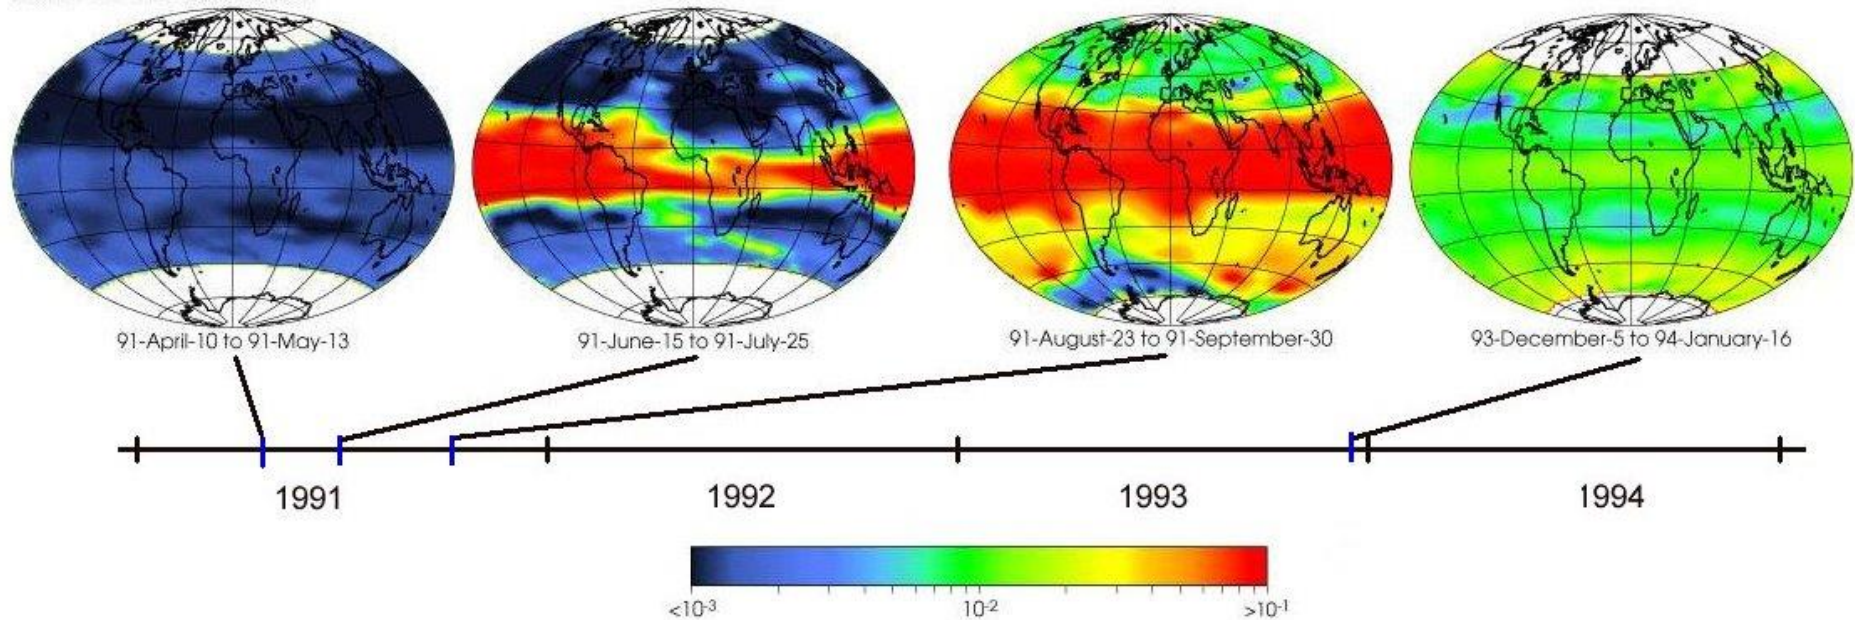 91-April-10 to 91-May-13
91-June-15 to 91-July-25
91-August-23 to 91-September-30
93-December-5 to 94-January-16
1991
1992
1993
1994
<10-3
10-2
>10-1